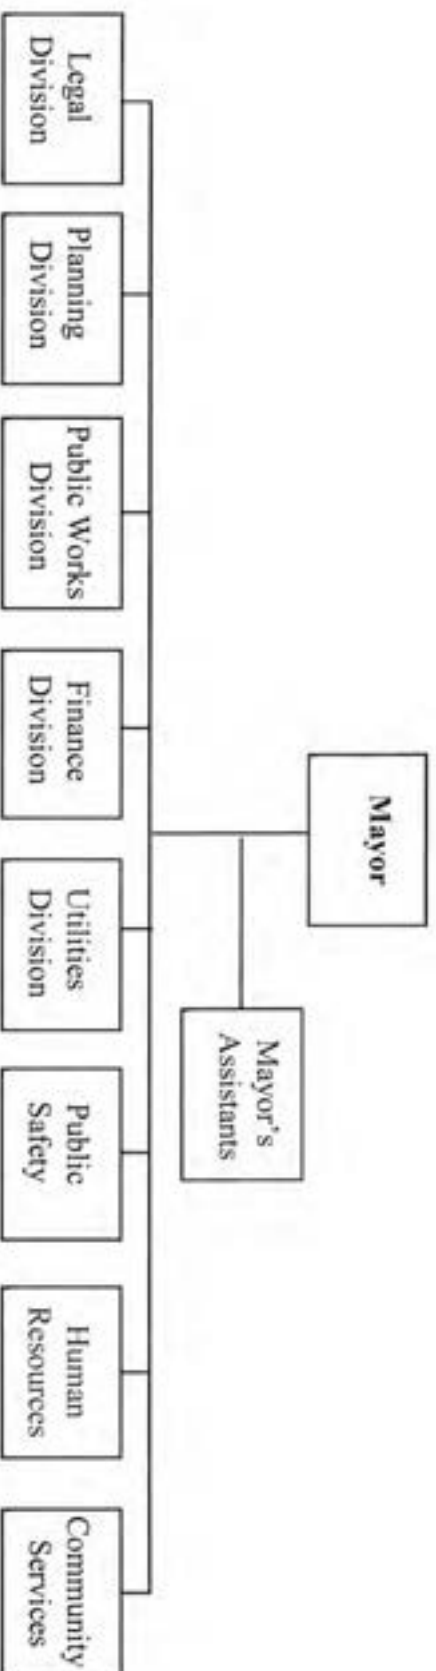 Mayor
Mayor's
Assistants
Legal
Division
Planning
Division
Public Works
Division
Finance
Division
Utilities
Division
Public
Safety
Human
Resources
Community
Services